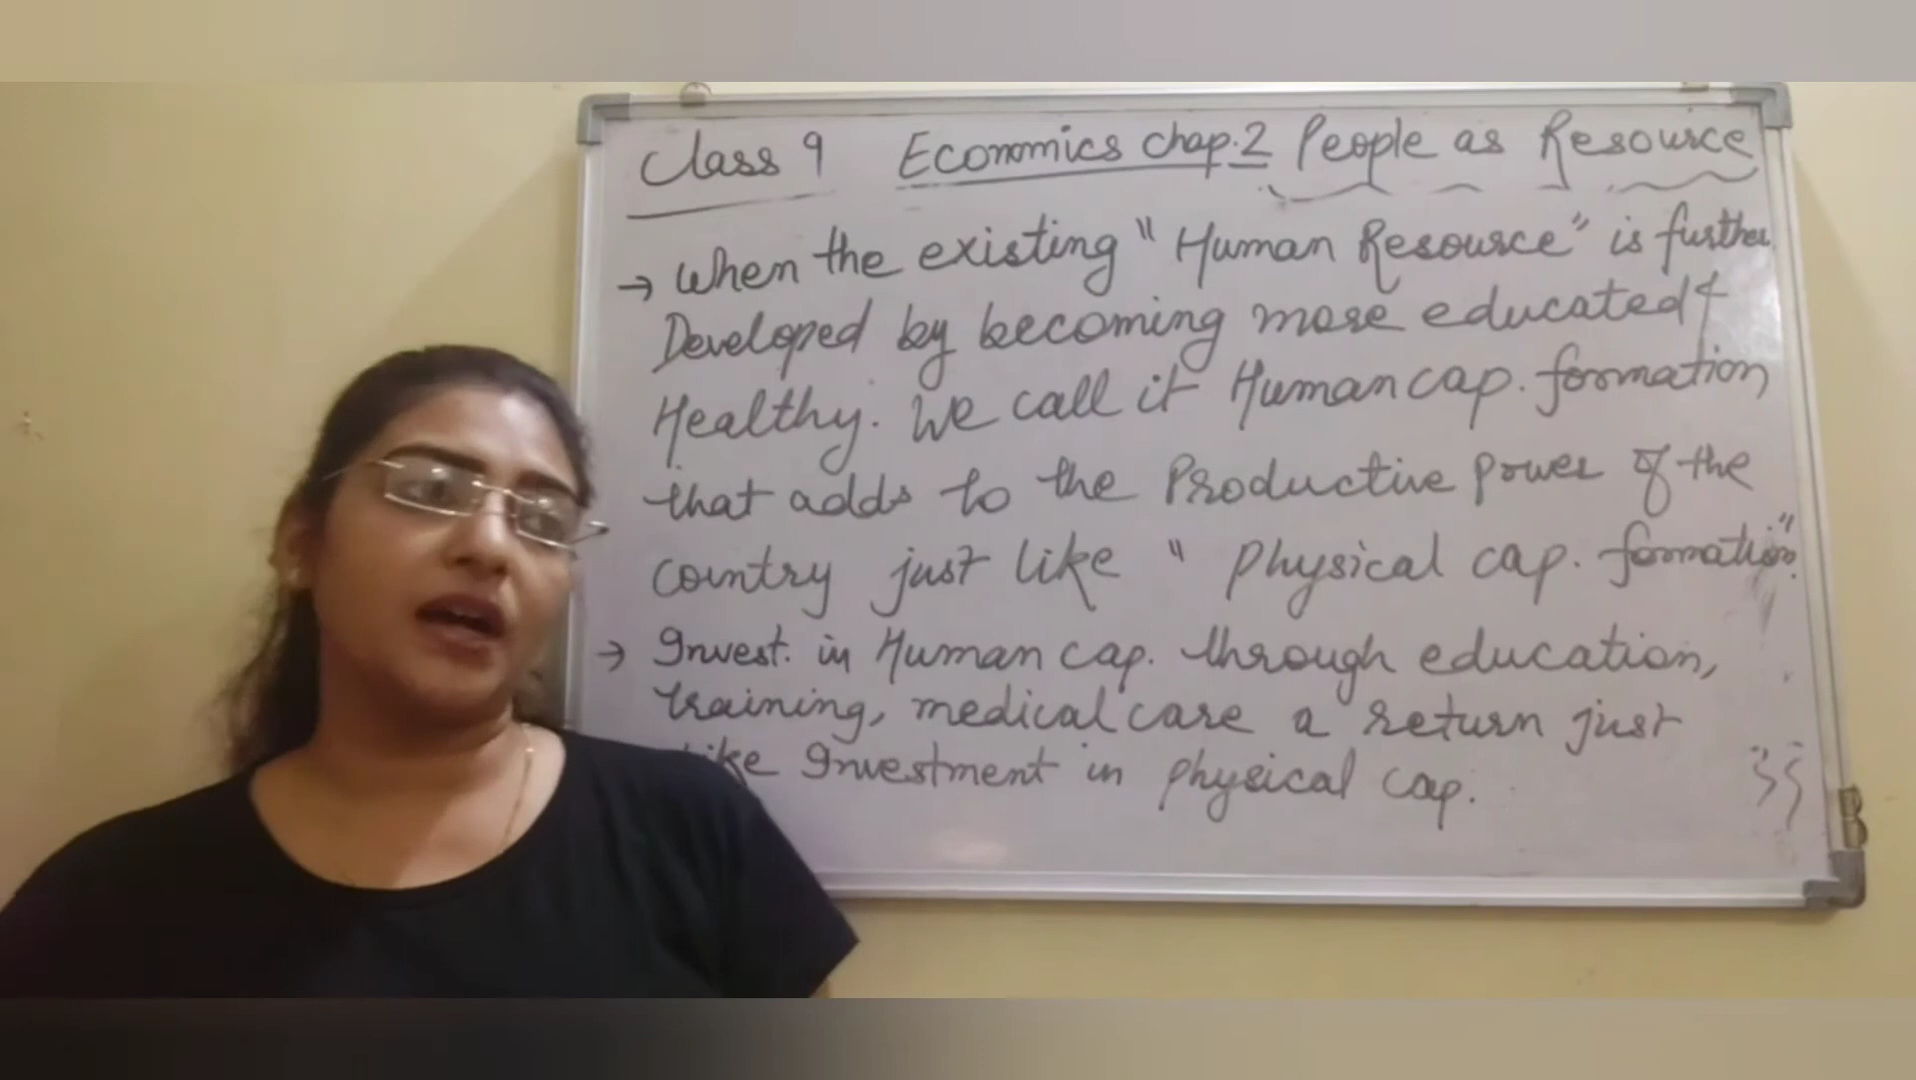 Class 9 Economics chap. 2 People as Resource
→ When the existing "Human Resource" is further
Developed by becoming more educated &
Healthy. We call it Human cap. formation
that adds to the Productive Power of the
country just like "Physical cap. formation".
→ Invest. in Human cap. through education,
training, medical care a return just
like Investment in physical cap.